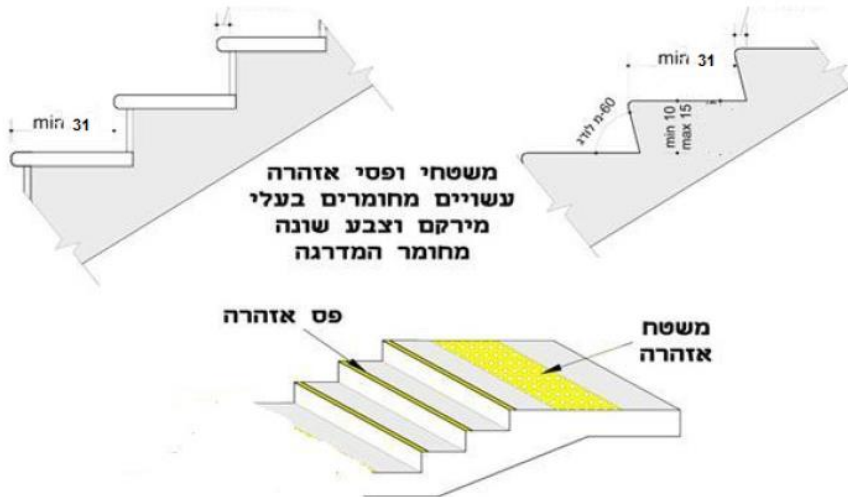 min 31
min 31
גדול מ-60
min 10
max 15
משטחי ופסי אזהרה
עשויים מחומרים בעלי
מירקם וצבע שונה
מחומר המדרגה
פס אזהרה
משטח
אזהרה